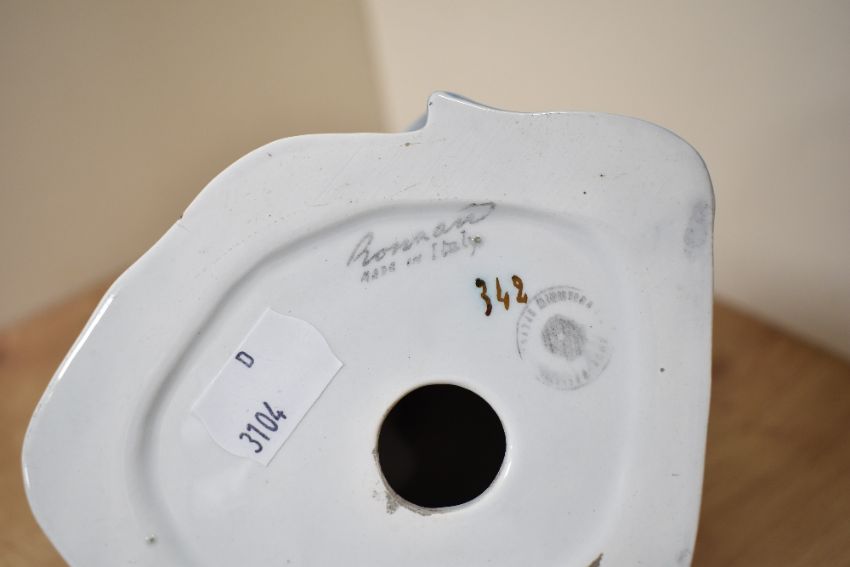 Ronzan
MADE IN Italy
342
D
3104